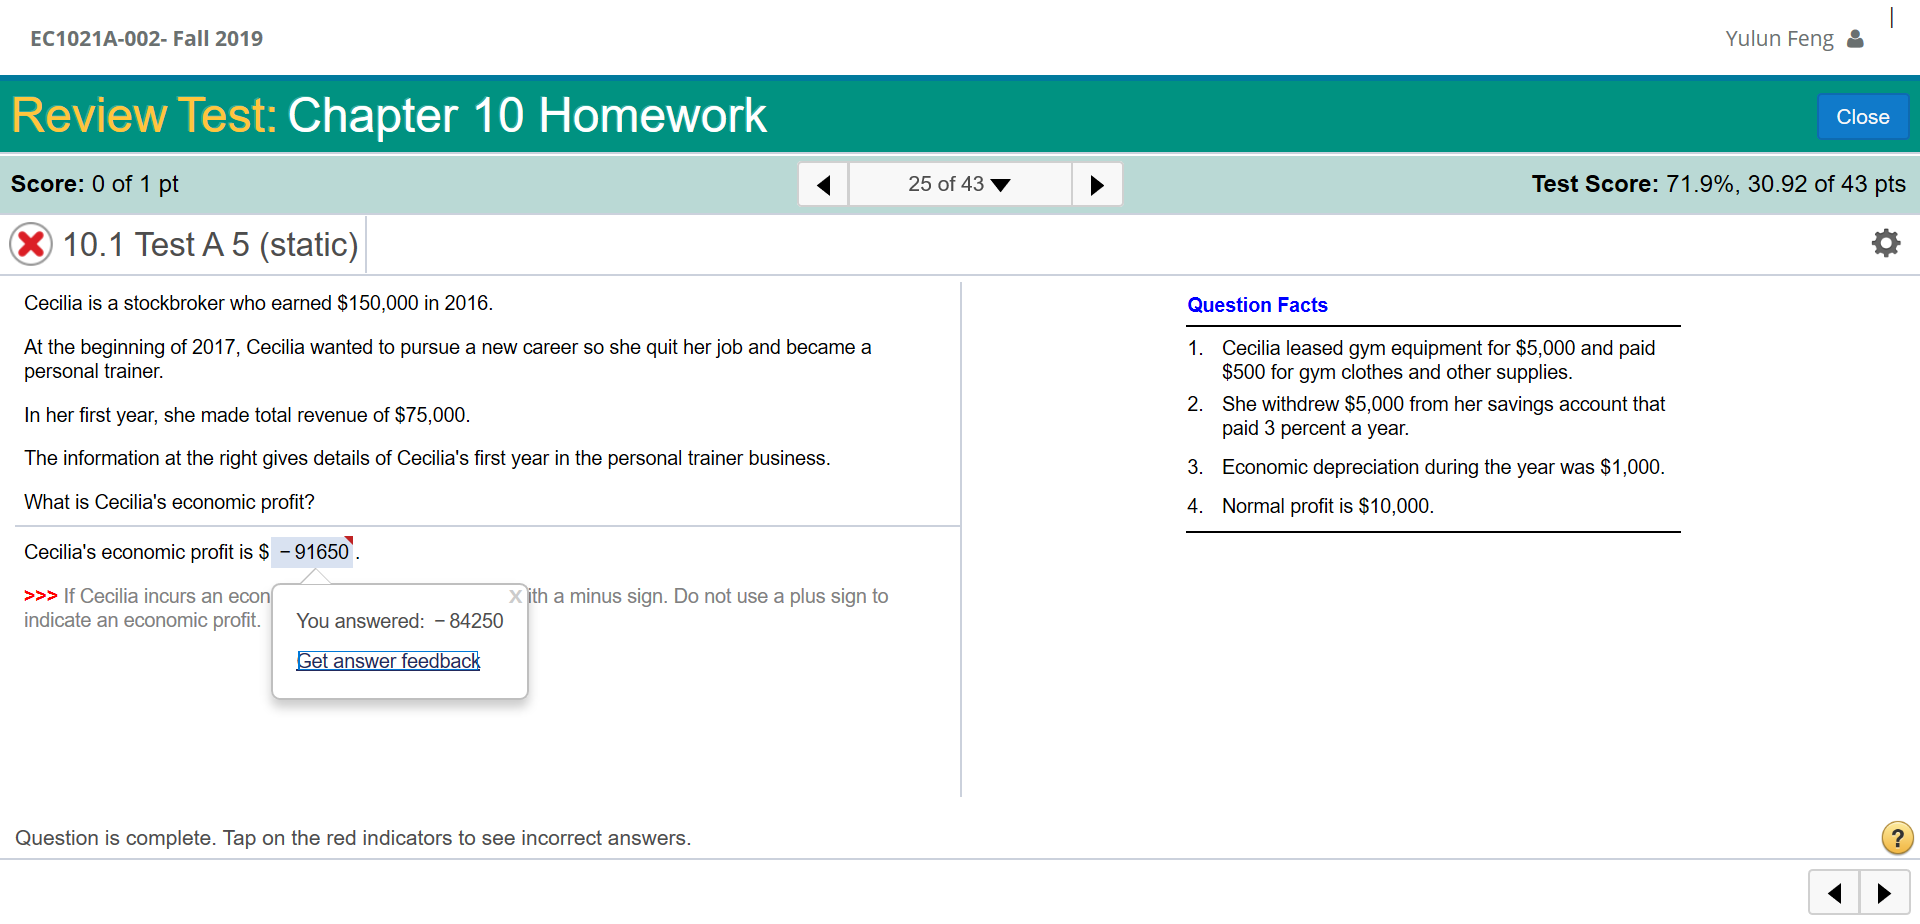 EC1021A-002- Fall 2019
Yulun Feng
Review Test: Chapter 10 Homework
Close
Score: 0 of 1 pt
25 of 43
Test Score: 71.9%, 30.92 of 43 pts
10.1 Test A 5 (static)
Cecilia is a stockbroker who earned $150,000 in 2016.
At the beginning of 2017, Cecilia wanted to pursue a new career so she quit her job and became a
personal trainer.
In her first year, she made total revenue of $75,000.
The information at the right gives details of Cecilia's first year in the personal trainer business.
What is Cecilia's economic profit?
Cecilia's economic profit is $ − 91650 .
>>> If Cecilia incurs an econ
ith a minus sign. Do not use a plus sign to
indicate an economic profit.
x
You answered: − 84250
Get answer feedback
Question Facts
1. Cecilia leased gym equipment for $5,000 and paid
$500 for gym clothes and other supplies.
2. She withdrew $5,000 from her savings account that
paid 3 percent a year.
3. Economic depreciation during the year was $1,000.
4. Normal profit is $10,000.
Question is complete. Tap on the red indicators to see incorrect answers.
?